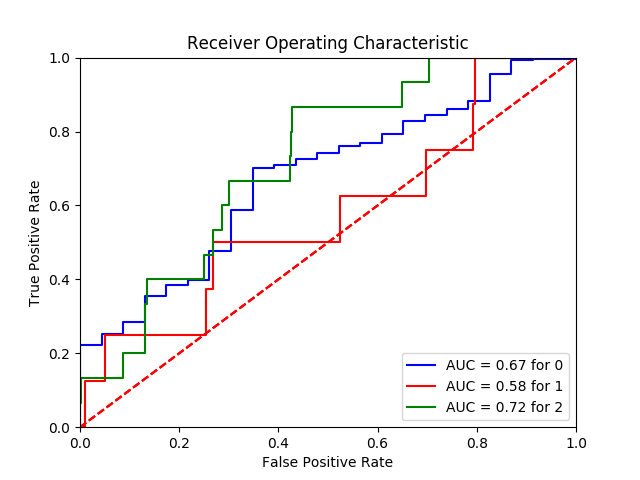 Receiver Operating Characteristic
True Positive Rate
1.0
0.8
0.6
0.4
0.2
0.0
AUC = 0.67 for 0
AUC = 0.58 for 1
AUC = 0.72 for 2
0.0 0.2 0.4 0.6 0.8 1.0
False Positive Rate